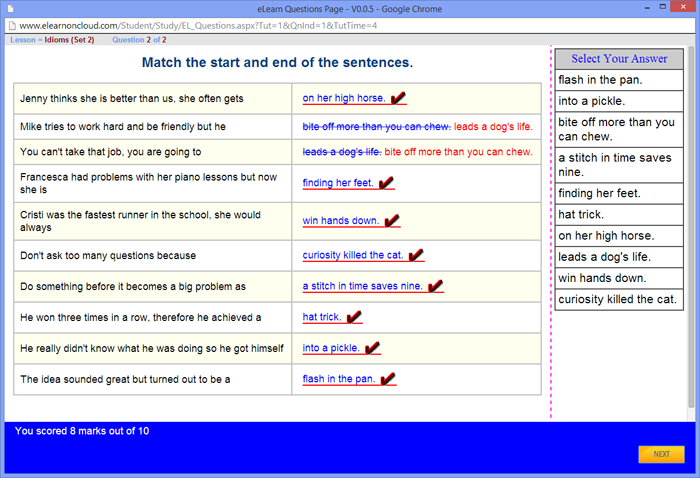 eLearn Questions Page - V0.0.5 - Google Chrome
www.elearnoncloud.com/Student/Study/EL_Questions.aspx?Tut=1&QnInd=1&TutTime=4
Lesson = Idioms (Set 2) Question 2 of 2
Match the start and end of the sentences.
Jenny thinks she is better than us, she often gets on her high horse.
Mike tries to work hard and be friendly but he bite off more than you can chew. leads a dog's life.
You can't take that job, you are going to leads a dog's life. bite off more than you can chew.
Francesca had problems with her piano lessons but now
she is
finding her feet.
Cristi was the fastest runner in the school, she would
always
win hands down.
Don't ask too many questions because curiosity killed the cat.
Do something before it becomes a big problem as a stitch in time saves nine.
He won three times in a row, therefore he achieved a hat trick.
He really didn't know what he was doing so he got himself into a pickle.
The idea sounded great but turned out to be a flash in the pan.
Select Your Answer
flash in the pan.
into a pickle.
bite off more than you
can chew.
a stitch in time saves
nine.
finding her feet.
hat trick.
on her high horse.
leads a dog's life.
win hands down.
curiosity killed the cat.
You scored 8 marks out of 10
NEXT